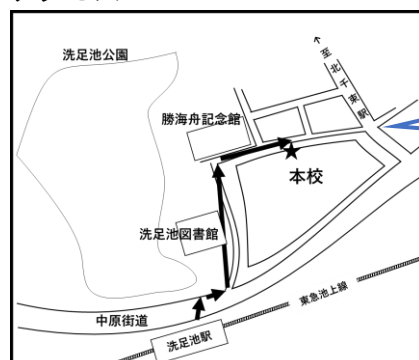 洗足池公園
↑至北千束駅
勝海舟記念館
★
本校
洗足池図書館
東急池上線
中原街道
洗足池駅